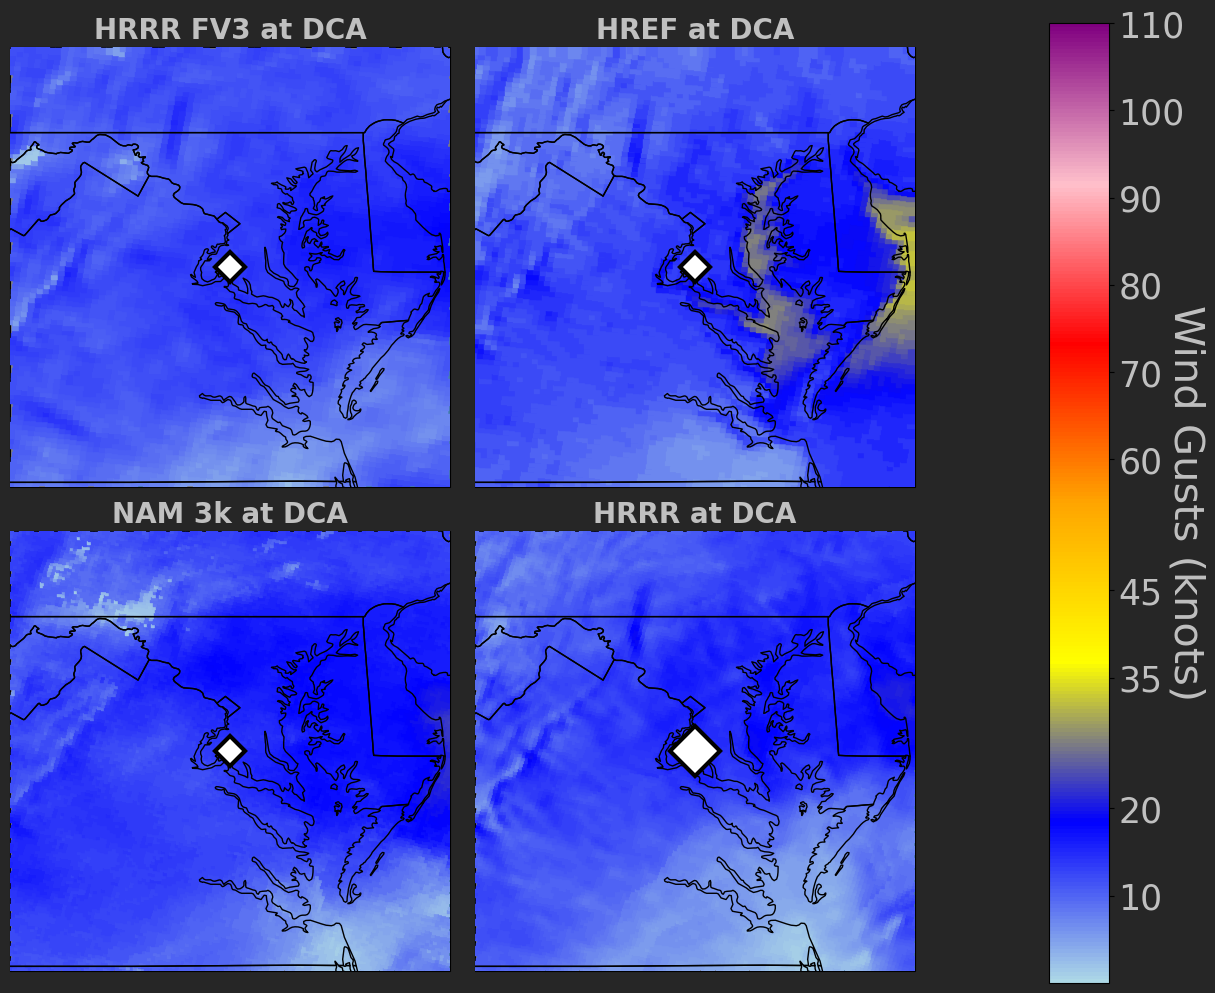 HRRR FV3 at DCA
HREF at DCA
NAM 3k at DCA
HRRR at DCA
110
100
90
80
70
60
45
35
20
10
Wind Gusts (knots)